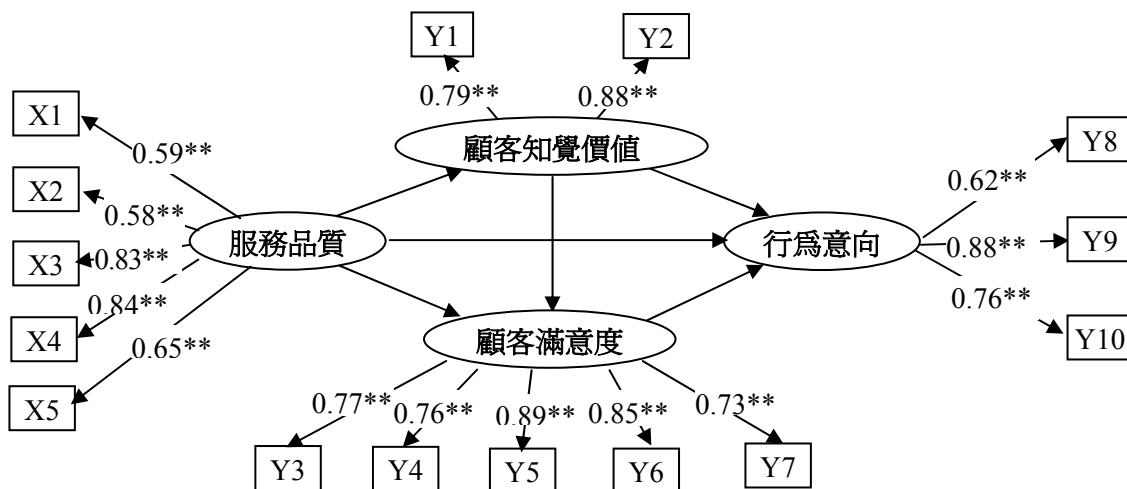 Y1
Y2
0.79**
0.88**
X1
0.59**
顧客知覺價值
Y8
0.62**
X2
0.58**
服務品質
行為意向
0.88**
Y9
X3
0.83**
0.84**
0.76**
X4
0.65**
顧客滿意度
Y10
X5
0.77**
0.76**
0.89**
0.85**
0.73**
Y3
Y4
Y5
Y6
Y7